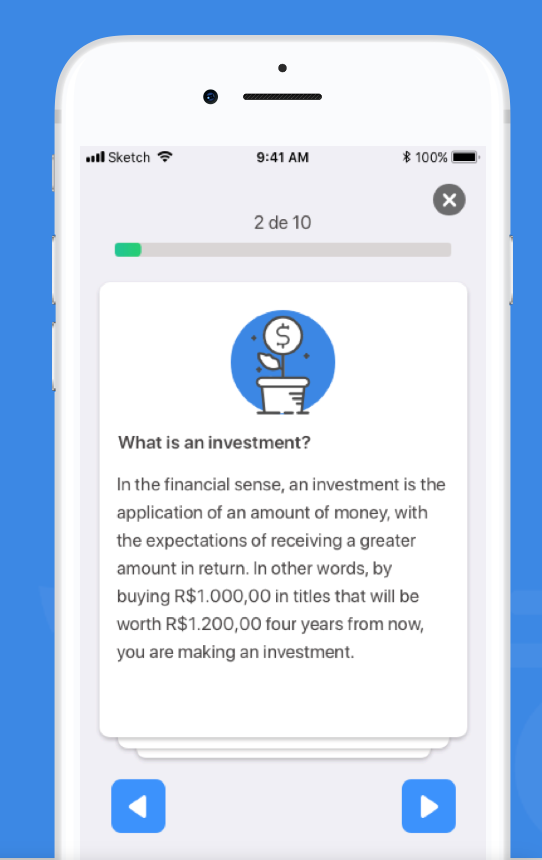 Sketch 9:41 AM 100%
2 de 10
$
What is an investment?
In the financial sense, an investment is the
application of an amount of money, with
the expectations of receiving a greater
amount in return. In other words, by
buying R$1.000,00 in titles that will be
worth R$1.200,00 four years from now,
you are making an investment.